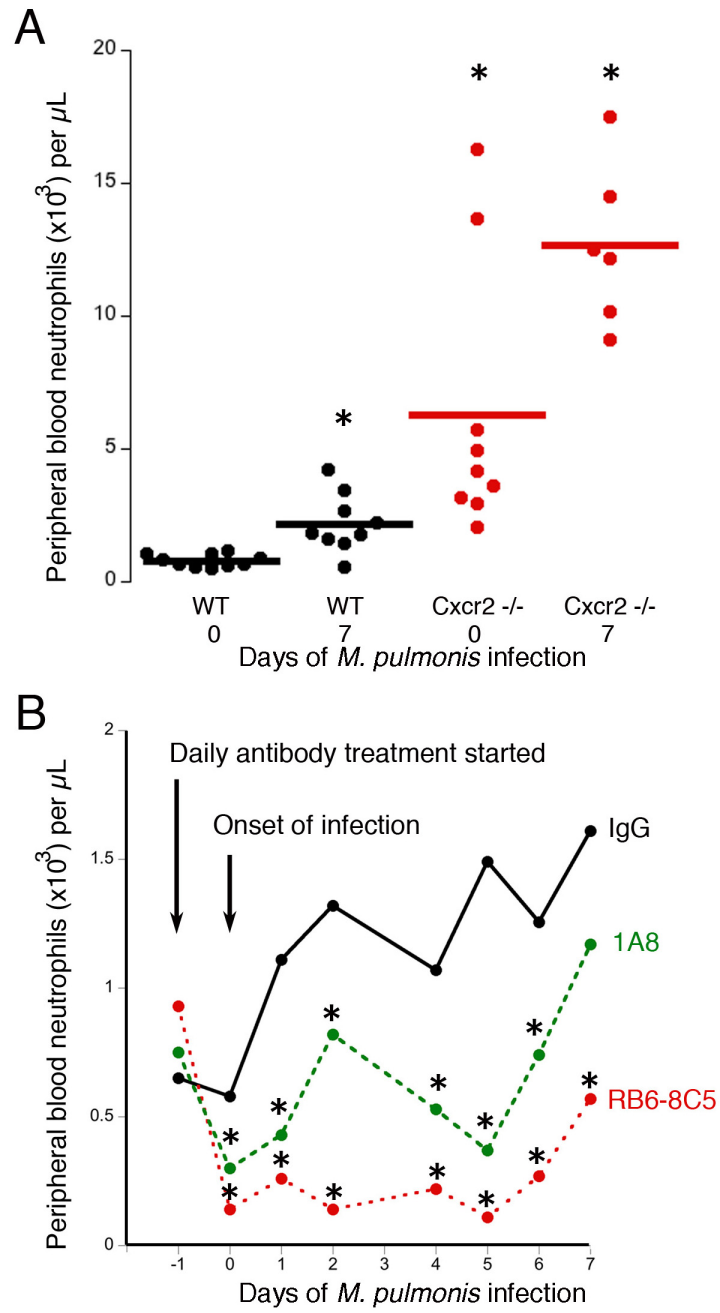 A
Peripheral blood neutrophils (x10³) per µL
20
15
10
5
0
*
*
*
WT
0
WT
7
Cxcr2 -/-
0
Cxcr2 -/-
7
Days of M. pulmonis infection
B
Peripheral blood neutrophils (x10³) per µL
2
1.5
1
0.5
0
Daily antibody treatment started
Onset of infection
IgG
1A8
RB6-8C5
* * * * * *
* * * * * * *
-1 0 1 2 3 4 5 6 7
Days of M. pulmonis infection